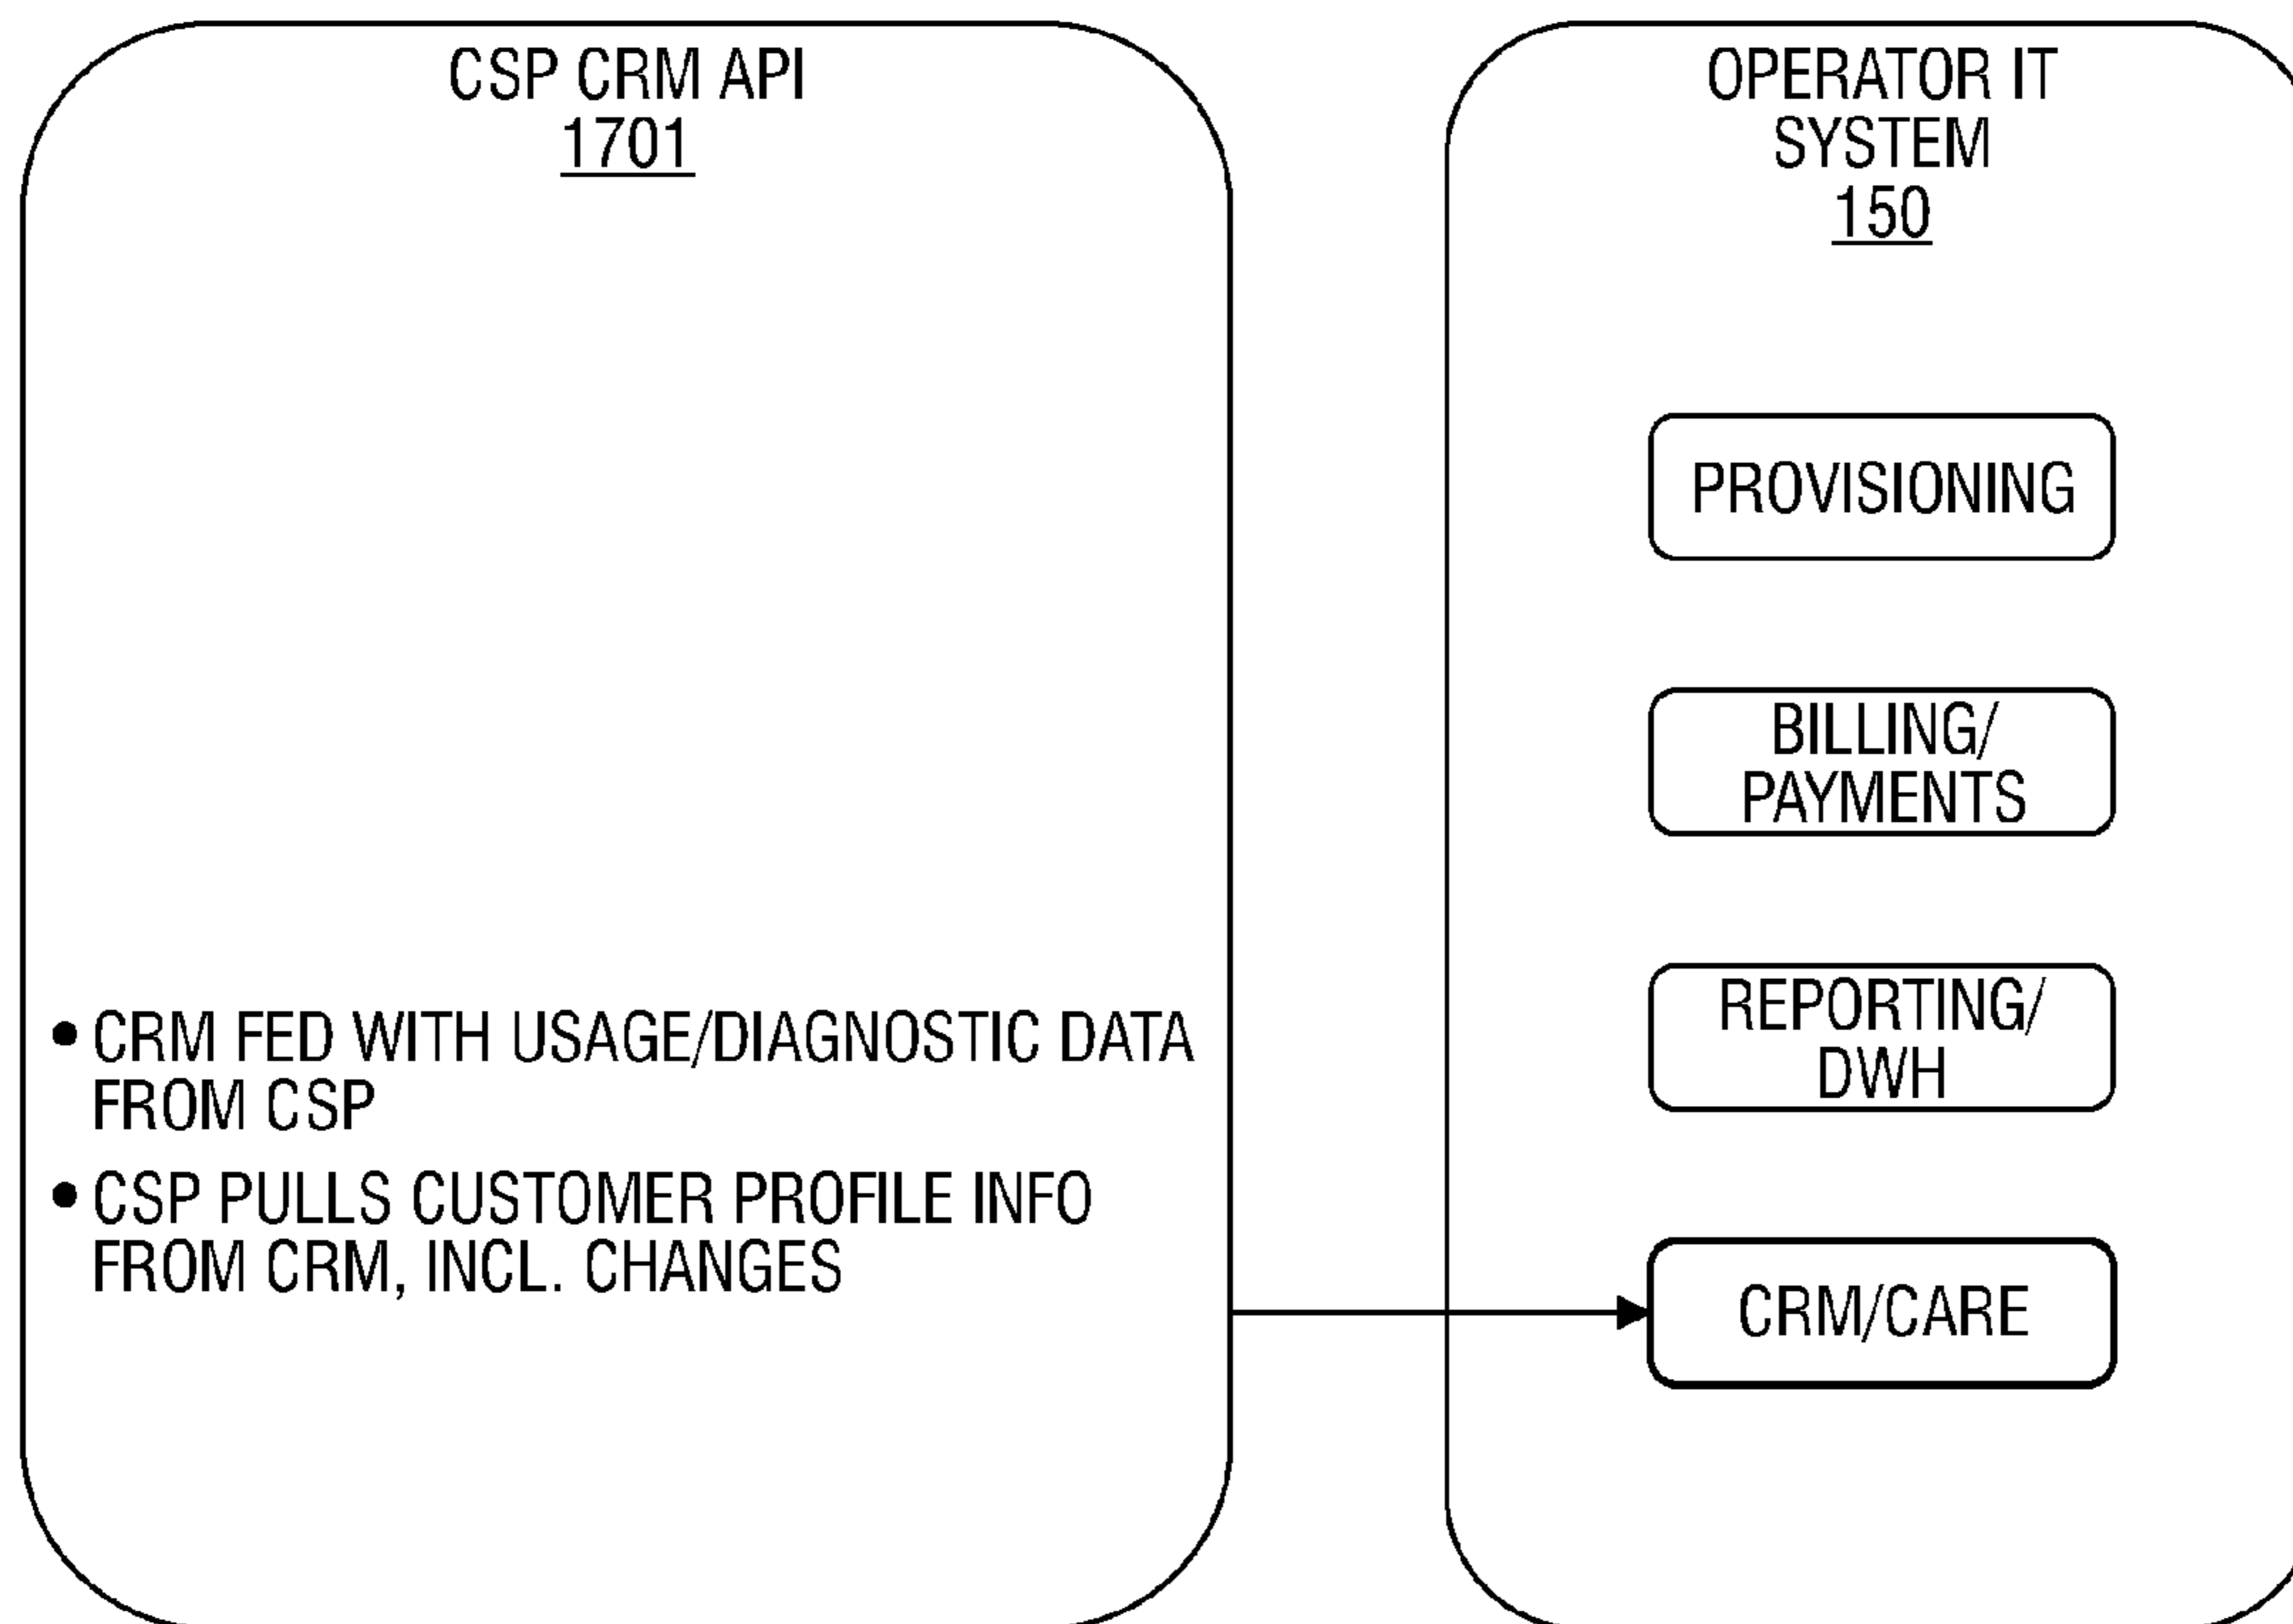 CSP CRM API
1701
• CRM FED WITH USAGE/DIAGNOSTIC DATA
FROM CSP
• CSP PULLS CUSTOMER PROFILE INFO
FROM CRM, INCL. CHANGES
OPERATOR IT
SYSTEM
150
PROVISIONING
BILLING/
PAYMENTS
REPORTING/
DWH
CRM/CARE